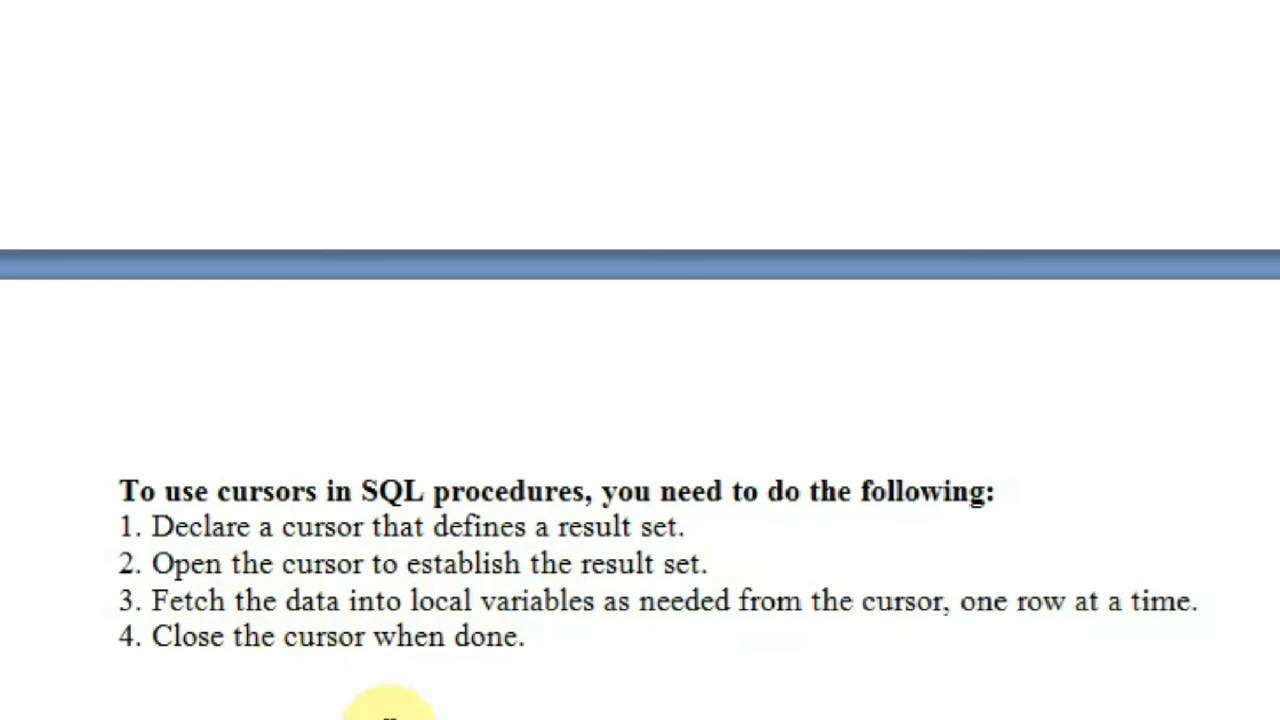 To use cursors in SQL procedures, you need to do the following:
1. Declare a cursor that defines a result set.
2. Open the cursor to establish the result set.
3. Fetch the data into local variables as needed from the cursor, one row at a time.
4. Close the cursor when done.